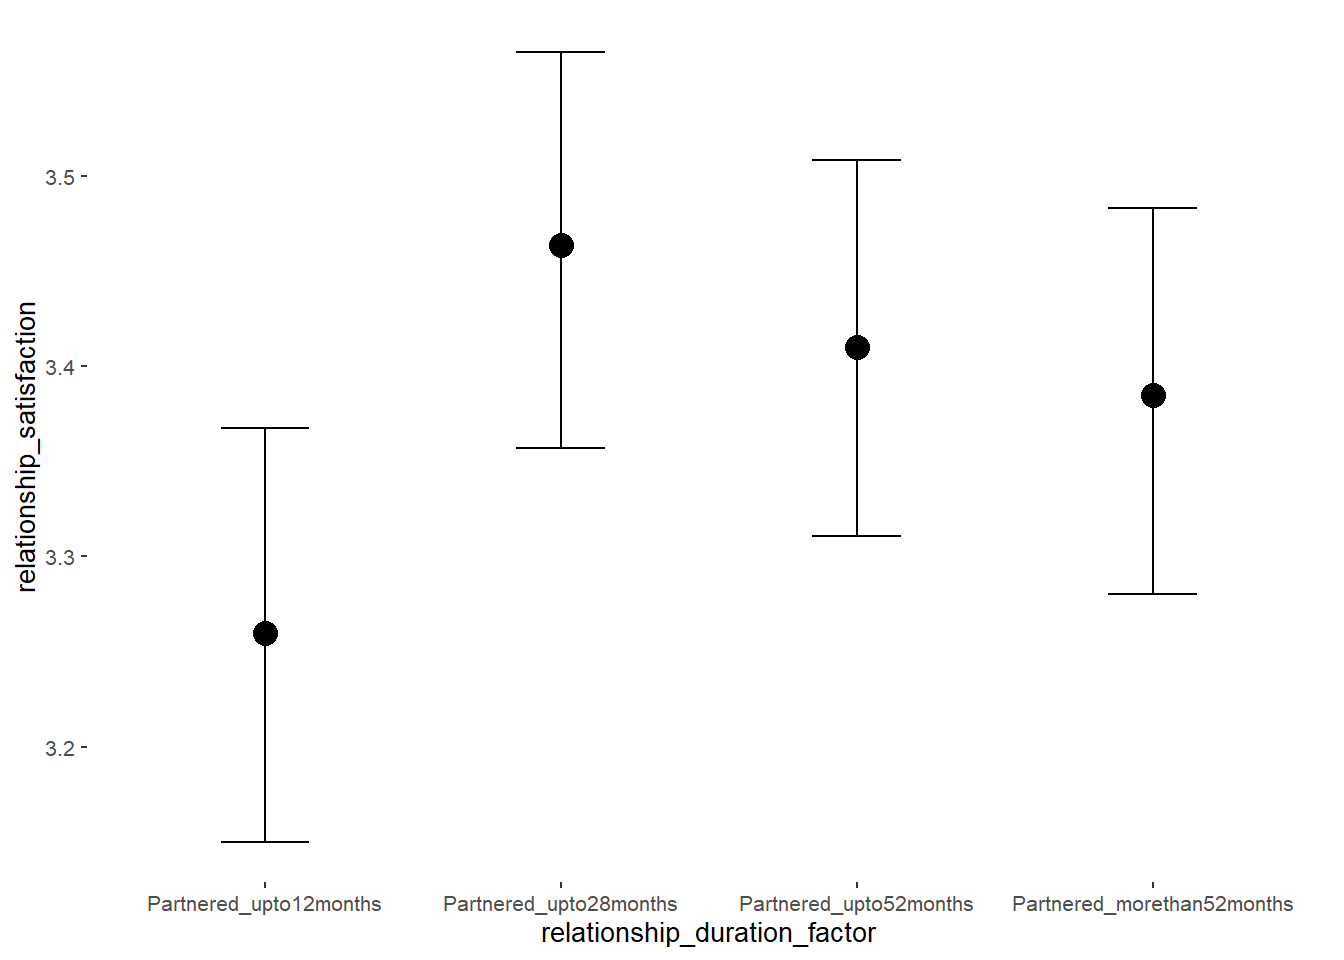 relationship_satisfaction
3.5
3.4
3.3
3.2
Partnered_upto12months Partnered_upto28months Partnered_upto52months Partnered_morethan52months
relationship_duration_factor